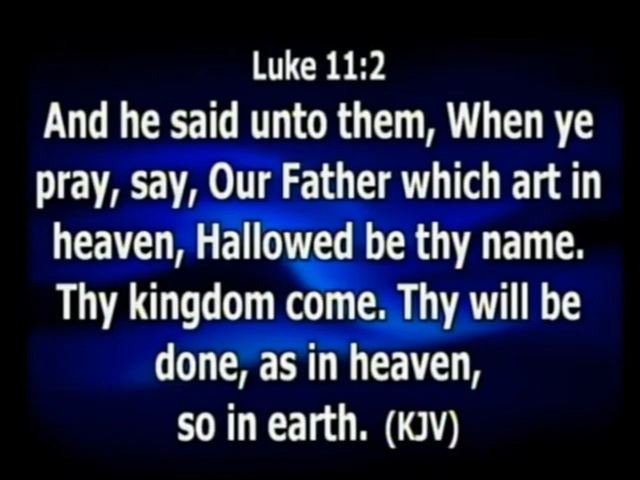 Luke 11:2
And he said unto them, When ye
pray, say, Our Father which art in
heaven, Hallowed be thy name.
Thy kingdom come. Thy will be
done, as in heaven,
so in earth. (KJV)